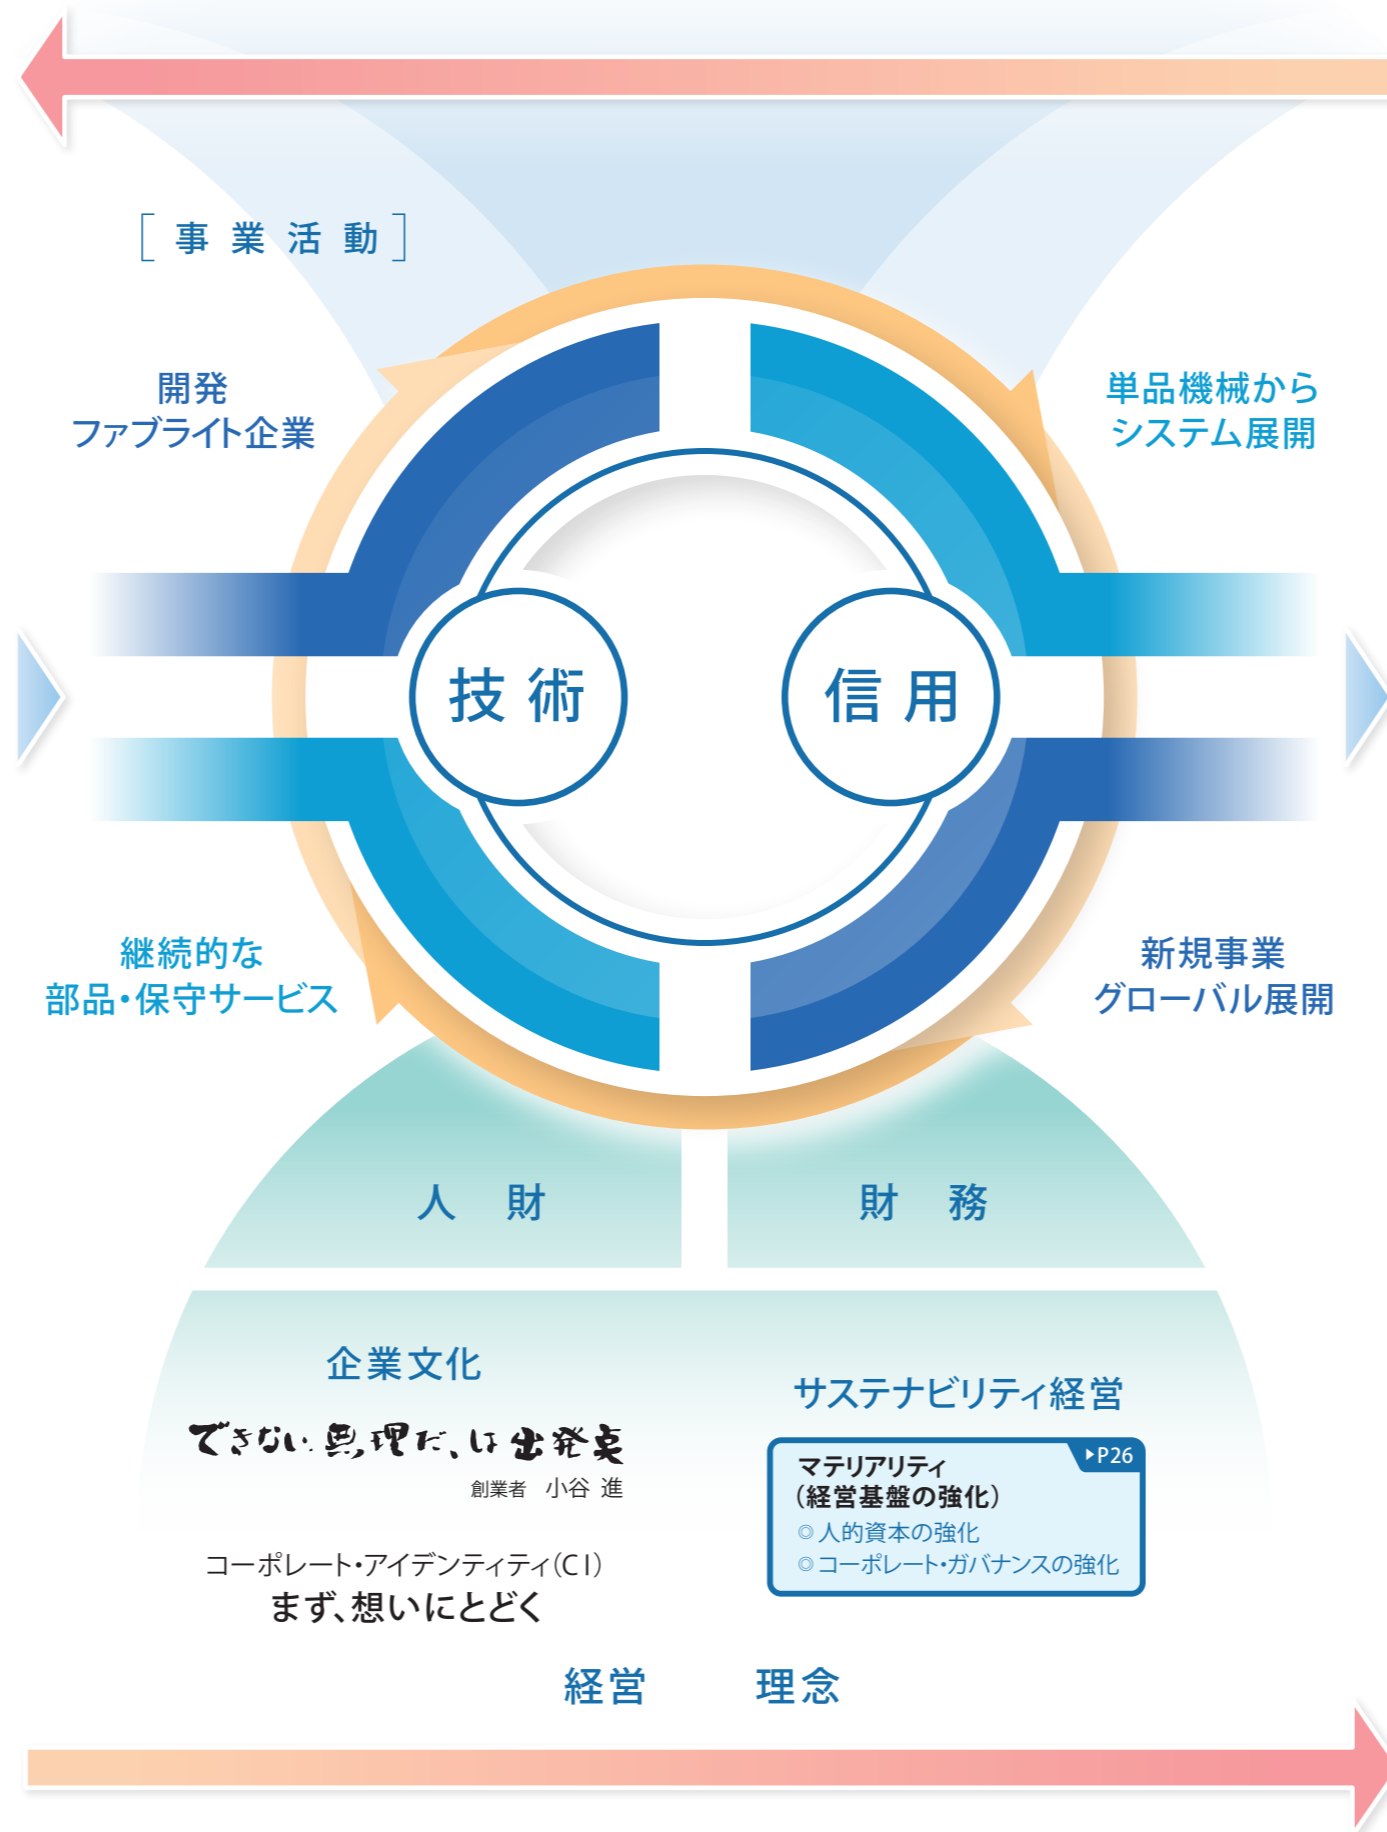 ［事業活動］
開発
ファブライト企業
単品機械から
システム展開
技術
信用
継続的な
部品・保守サービス
新規事業
グローバル展開
人財
財務
企業文化
できない無理だ、は出発点
創業者 小谷 進
コーポレート・アイデンティティ(CI)
まず、想いにとどく
サステナビリティ経営
▶P26
マテリアリティ
（経営基盤の強化）
◎人的資本の強化
◎コーポレート・ガバナンスの強化
経営 理念